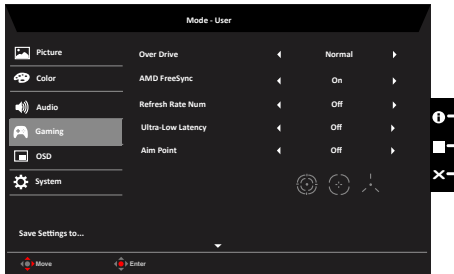 Mode - User
Picture
Over Drive Normal
Color
AMD FreeSync On
Audio
Refresh Rate Num Off
Gaming
Ultra-Low Latency Off
OSD
Aim Point Off
System
Save Settings to...
Move Enter